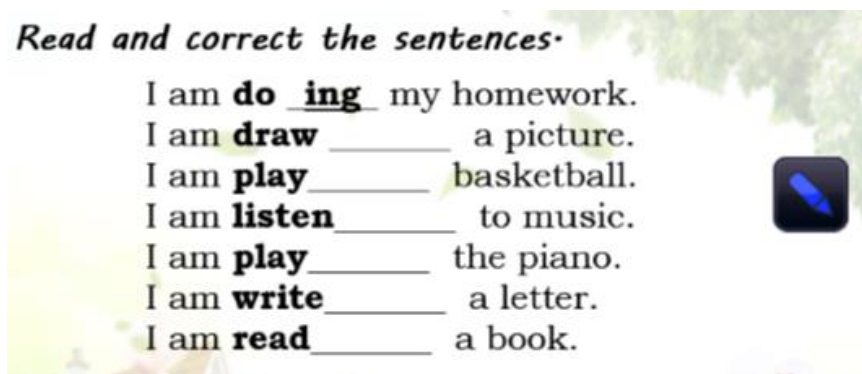 Read and correct the sentences.
I am do _ing_ my homework.
I am draw _______ a picture.
I am play_______ basketball.
I am listen_______ to music.
I am play_______ the piano.
I am write_______ a letter.
I am read_______ a book.